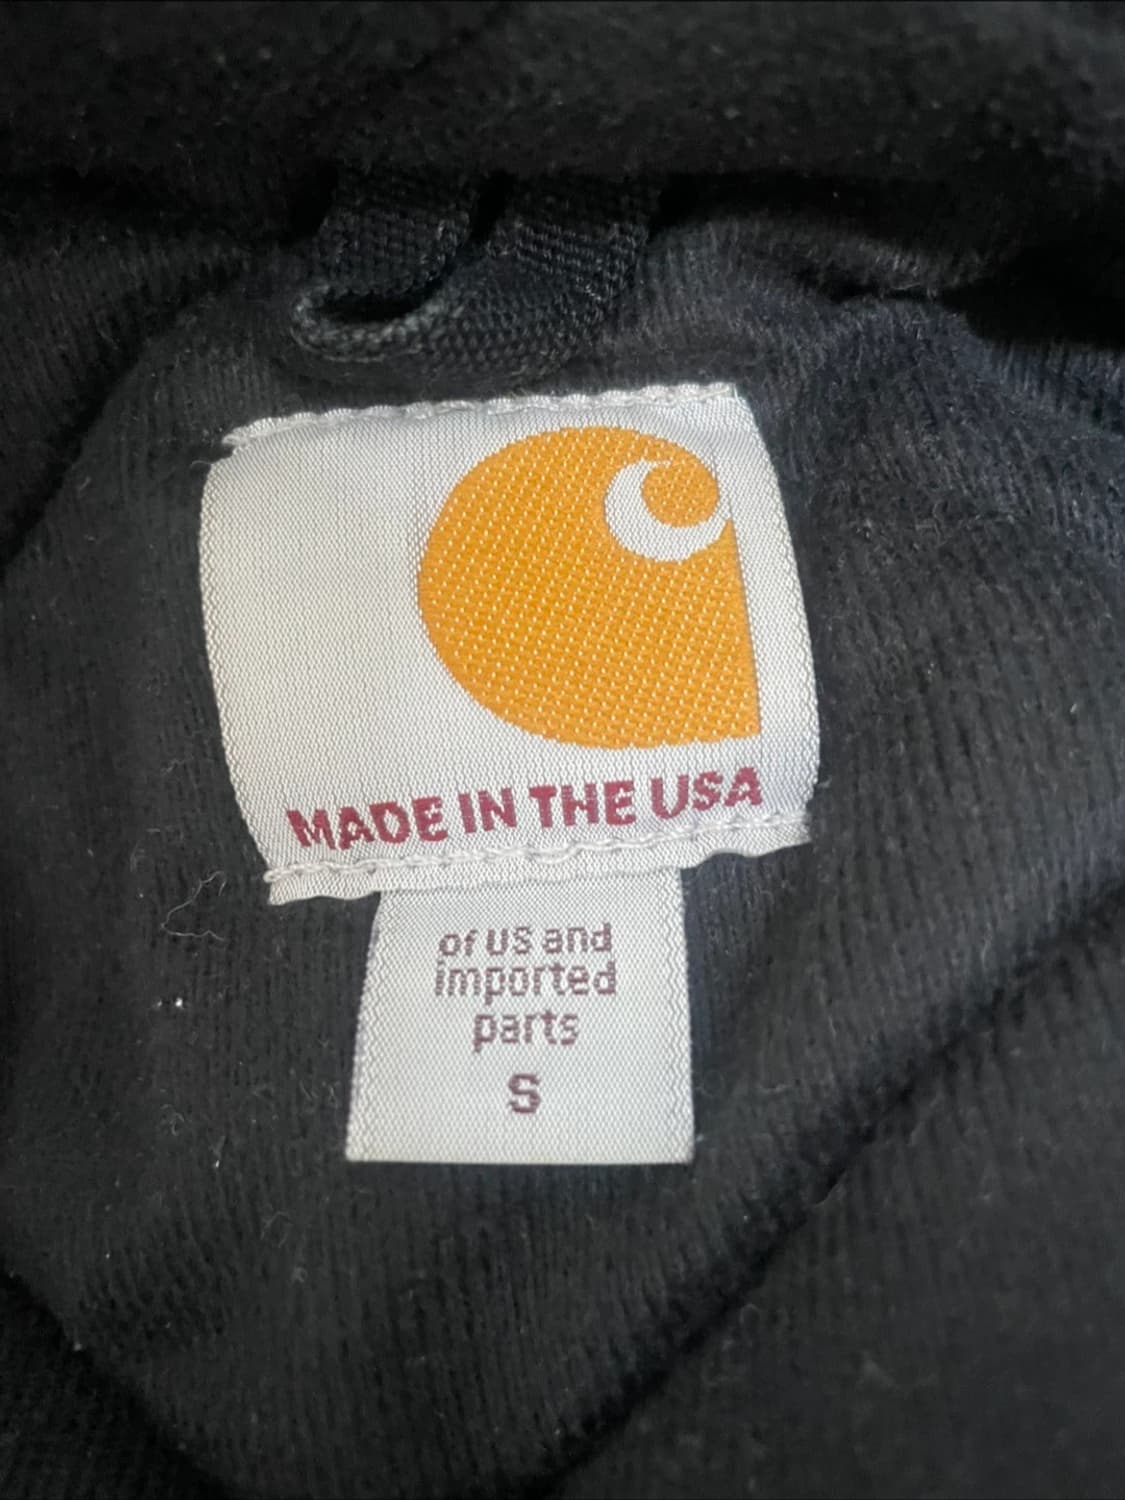 MADE IN THE USA
of US and
imported
parts
S